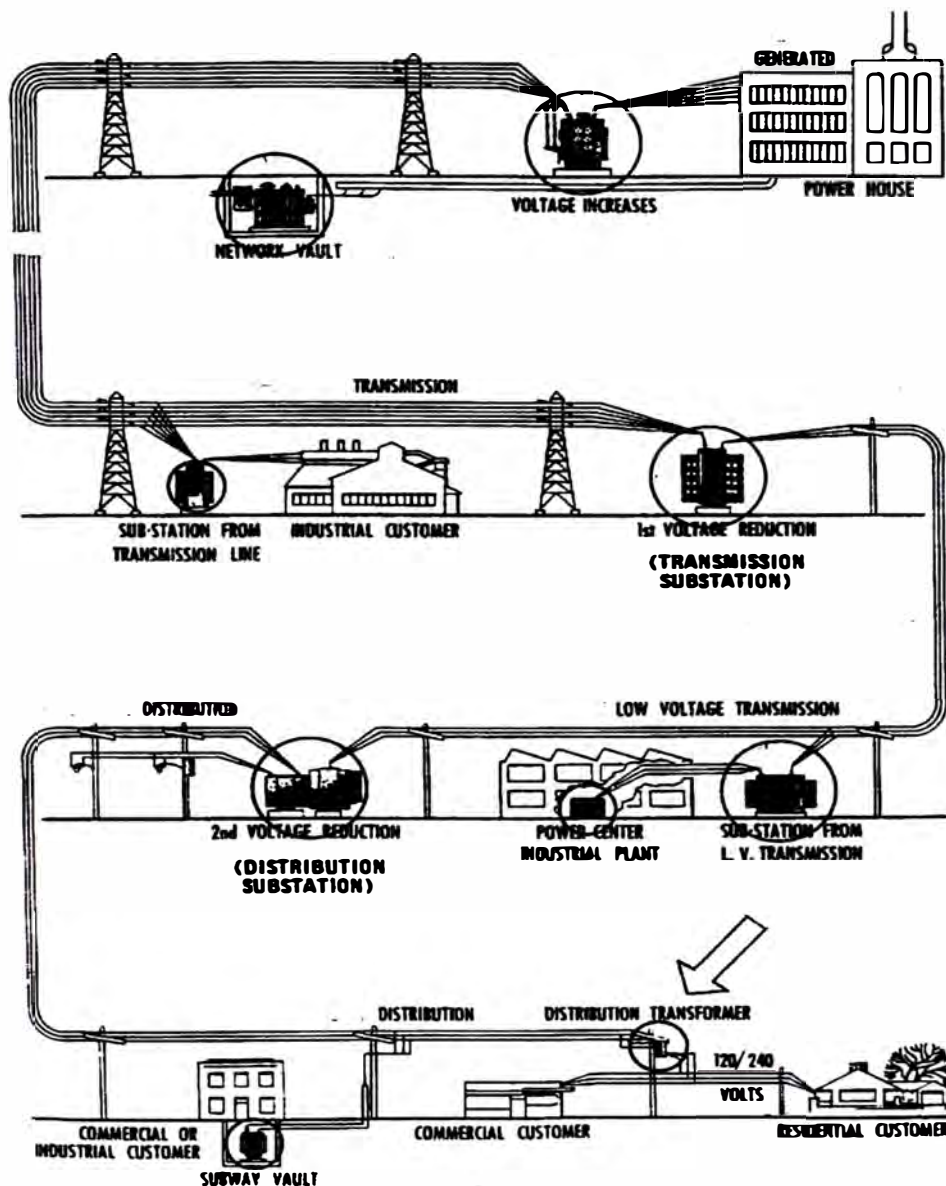 GENERATED
POWER HOUSE
VOLTAGE INCREASES
NETWORK VAULT
TRANSMISSION
SUB-STATION FROM
TRANSMISSION LINE
INDUSTRIAL CUSTOMER
1st VOLTAGE REDUCTION
(TRANSMISSION
SUBSTATION)
DISTRIBUTED
LOW VOLTAGE TRANSMISSION
2nd VOLTAGE REDUCTION
(DISTRIBUTION
SUBSTATION)
POWER CENTER
INDUSTRIAL PLANT
SUB-STATION FROM
L. V. TRANSMISSION
DISTRIBUTION
DISTRIBUTION TRANSFORMER
120/240
VOLTS
COMMERCIAL OR
INDUSTRIAL CUSTOMER
SUBWAY VAULT
COMMERCIAL CUSTOMER
RESIDENTIAL CUSTOMER